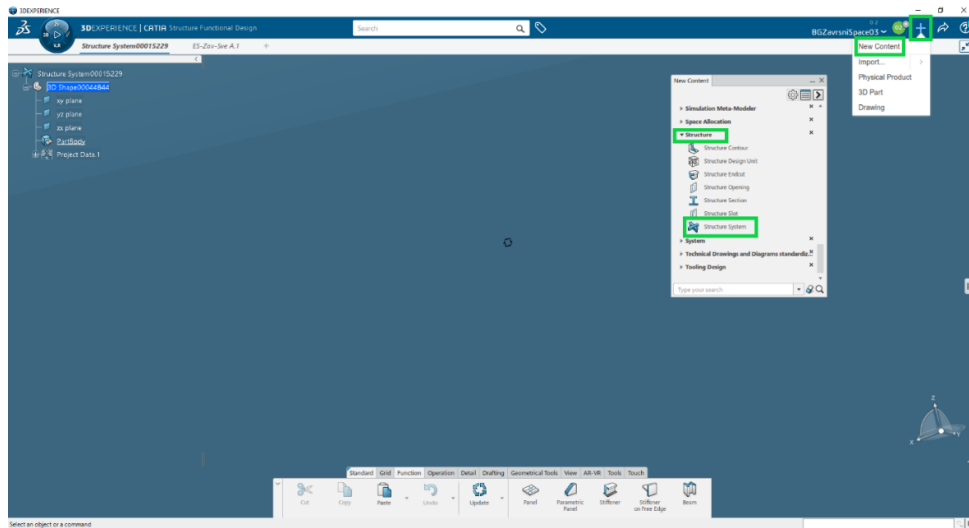 3DEXPERIENCE
3DEXPERIENCE | CATIA Structure Functional Design
Search
BGZavrsniSpace03
Structure System00015229
ES-Zav-See A.1
New Content
Import...
Physical Product
3D Part
Drawing
Structure System00015229
3D Shape00044844
xy plane
yz plane
zx plane
PartBody
Project Data.1
New Content
Simulation Meta-Modeler
Space Allocation
Structure
Structure Contour
Structure Design Unit
Structure Endcut
Structure Opening
Structure Section
Structure Slot
Structure System
System
Technical Drawings and Diagrams standardiz...
Tooling Design
Type your search
z
x
y
Standard Grid Function Operation Detail Drafting Geometrical Tools View AR-VR Tools Touch
Cut Copy Paste Undo Update Panel Parametric Panel Stiffener Stiffener on Free Edge Beam
Select an object or a command